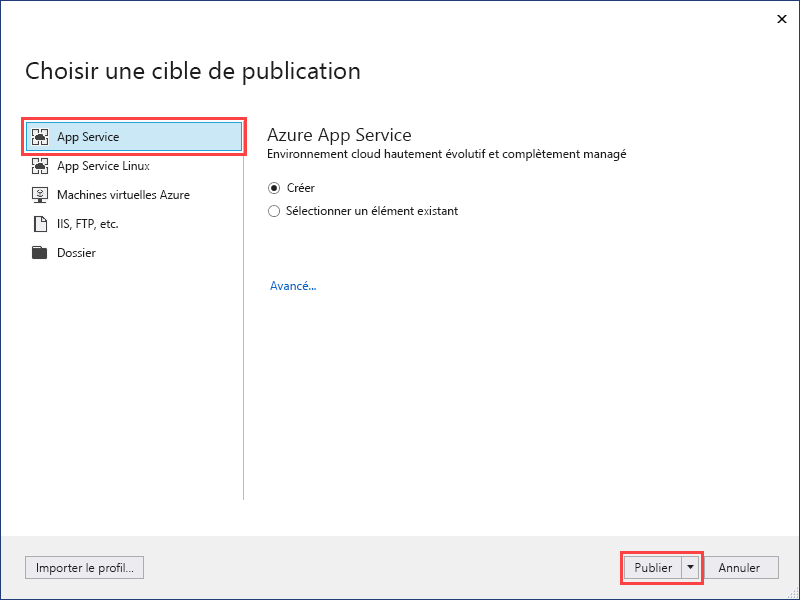 Choisir une cible de publication
App Service
App Service Linux
Machines virtuelles Azure
IIS, FTP, etc.
Dossier
Azure App Service
Environnement cloud hautement évolutif et complètement managé
Créer
Sélectionner un élément existant
Avancé...
Importer le profil...
Publier
Annuler